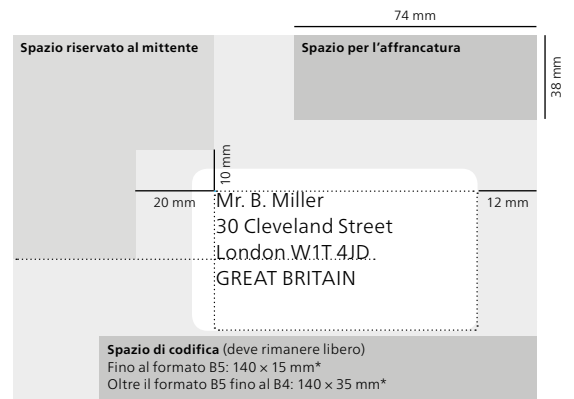 74 mm
Spazio riservato al mittente
Spazio per l’affrancatura
38 mm
10 mm
20 mm
12 mm
Mr. B. Miller
30 Cleveland Street
London W1T 4JD
GREAT BRITAIN
Spazio di codifica (deve rimanere libero)
Fino al formato B5: 140 × 15 mm*
Oltre il formato B5 fino al B4: 140 × 35 mm*